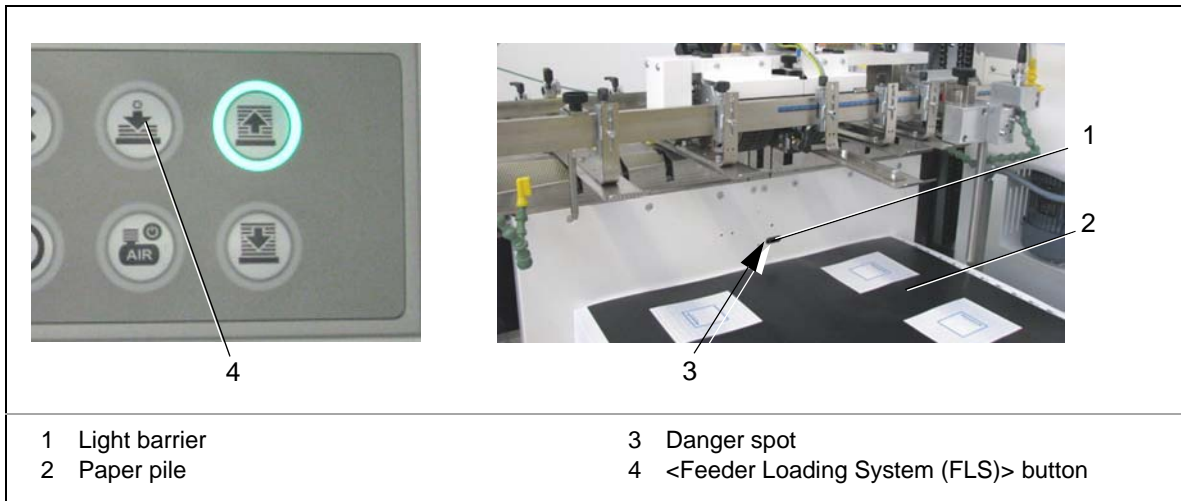 AIR
1
2
4
3
1 Light barrier
2 Paper pile
3 Danger spot
4 <Feeder Loading System (FLS)> button